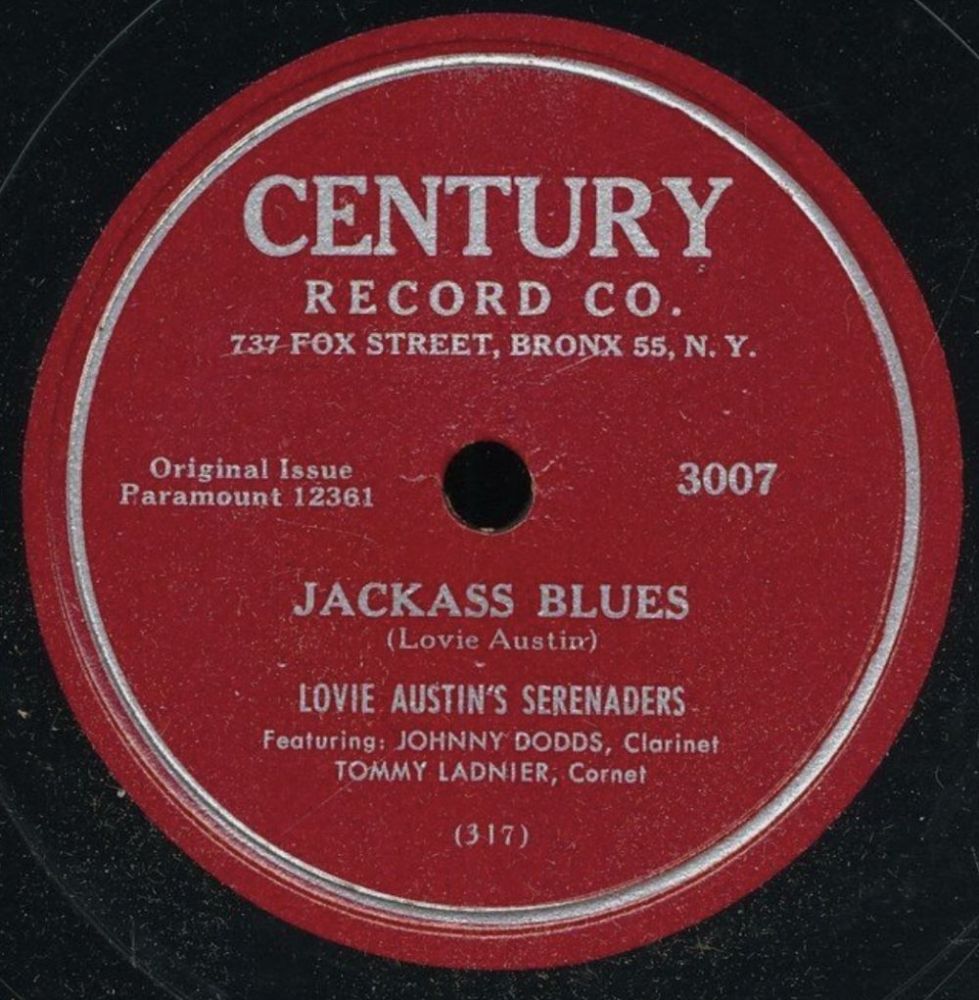 CENTURY
RECORD CO.
737 FOX STREET, BRONX 55, N. Y.
Original Issue
Paramount 12361
3007
JACKASS BLUES
(Lovie Austin)
LOVIE AUSTIN'S SERENADERS
Featuring: JOHNNY DODDS, Clarinet
TOMMY LADNIER, Cornet
(317)